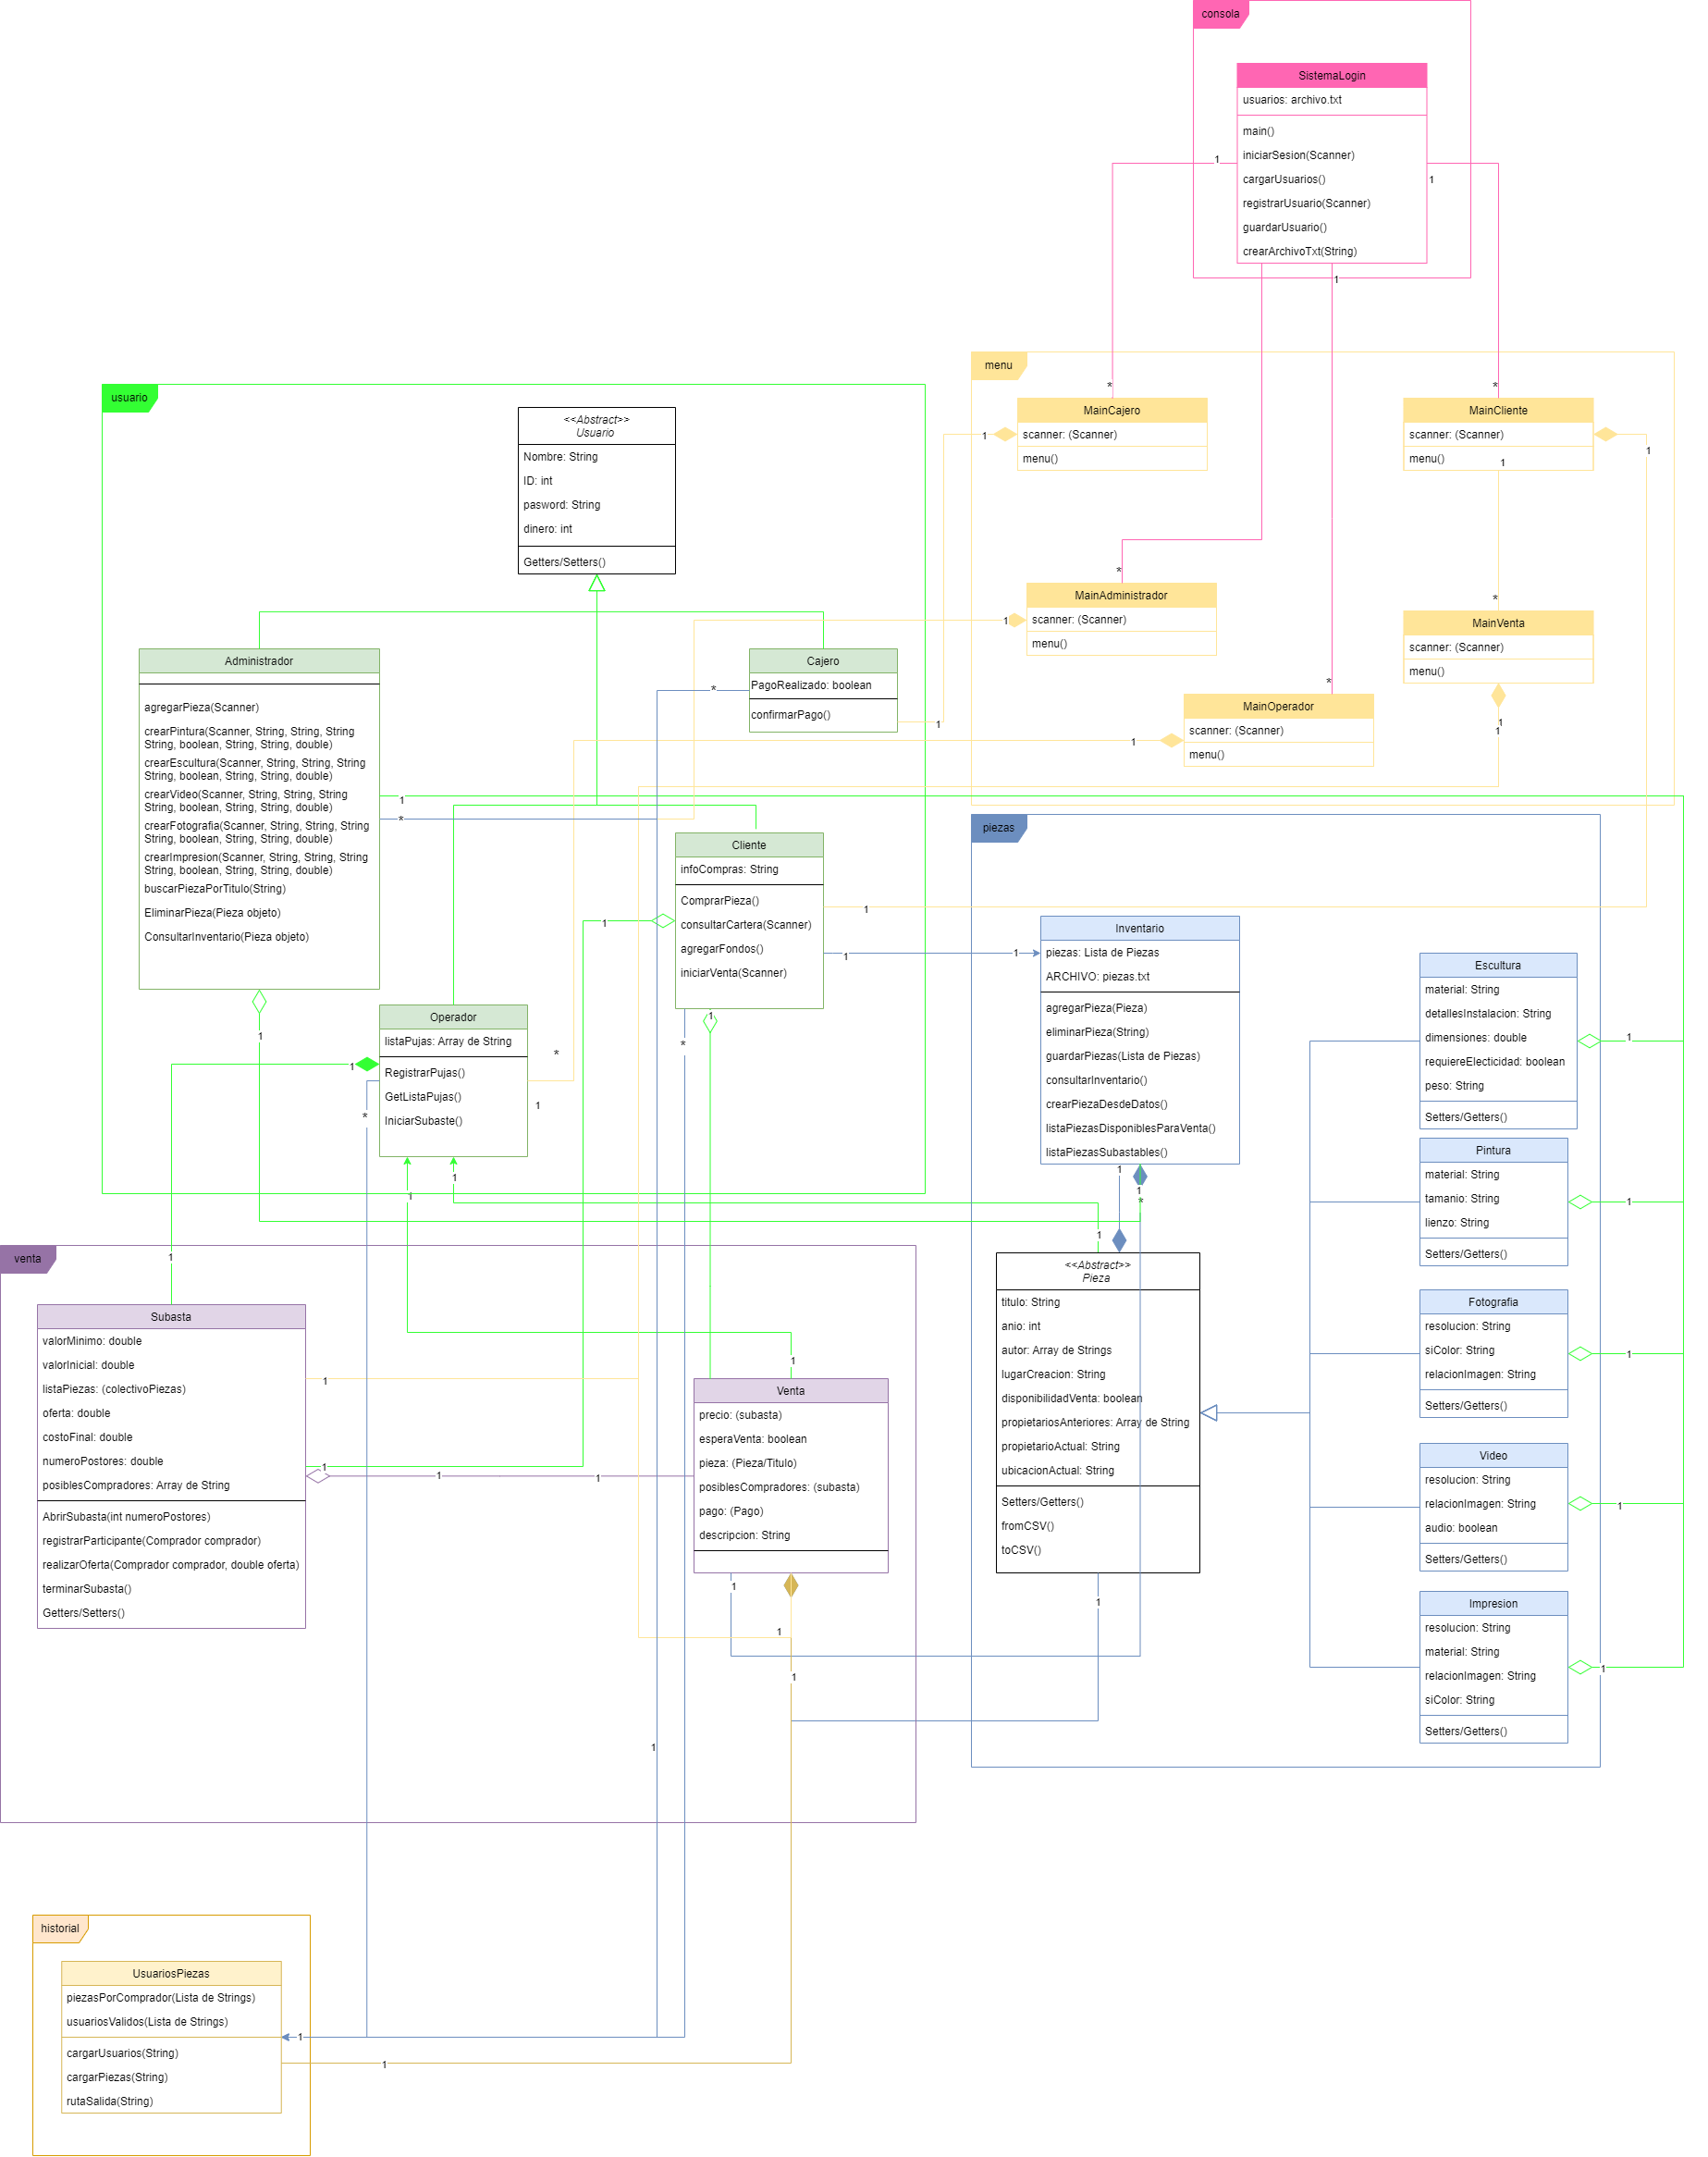 consola
SistemaLogin
usuarios: archivo.txt
main()
iniciarSesion(Scanner)
cargarUsuarios()
registrarUsuario(Scanner)
guardarUsuario()
crearArchivoTxt(String)
1
1
1
*
*
menu
MainCajero
scanner: (Scanner)
menu()
1
MainCliente
scanner: (Scanner)
menu()
1
1
*
MainAdministrador
scanner: (Scanner)
menu()
1
*
MainVenta
scanner: (Scanner)
menu()
1
1
*
MainOperador
scanner: (Scanner)
menu()
1
usuario
<<Abstract>>
Usuario
Nombre: String
ID: int
pasword: String
dinero: int
Getters/Setters()
Administrador
agregarPieza(Scanner)
crearPintura(Scanner, String, String, String
String, boolean, String, String, double)
crearEscultura(Scanner, String, String, String
String, boolean, String, String, double)
crearVideo(Scanner, String, String, String
String, boolean, String, String, double)
crearFotografia(Scanner, String, String, String
String, boolean, String, String, double)
crearImpresion(Scanner, String, String, String
String, boolean, String, String, double)
buscarPiezaPorTitulo(String)
EliminarPieza(Pieza objeto)
ConsultarInventario(Pieza objeto)
1
*
1
Cajero
PagoRealizado: boolean
confirmarPago()
*
1
Cliente
infoCompras: String
ComprarPieza()
consultarCartera(Scanner)
agregarFondos()
iniciarVenta(Scanner)
1
1
1
1
*
1
Operador
listaPujas: Array de String
RegistrarPujas()
GetListaPujas()
IniciarSubaste()
1
*
*
1
1
1
piezas
Inventario
piezas: Lista de Piezas
ARCHIVO: piezas.txt
agregarPieza(Pieza)
eliminarPieza(String)
guardarPiezas(Lista de Piezas)
consultarInventario()
crearPiezaDesdeDatos()
listaPiezasDisponiblesParaVenta()
listaPiezasSubastables()
1
1
*
1
<<Abstract>>
Pieza
titulo: String
anio: int
autor: Array de Strings
lugarCreacion: String
disponibilidadVenta: boolean
propietariosAnteriores: Array de String
propietarioActual: String
ubicacionActual: String
Setters/Getters()
fromCSV()
toCSV()
1
Escultura
material: String
detallesInstalacion: String
dimensiones: double
requiereElecticidad: boolean
peso: String
Setters/Getters()
1
Pintura
material: String
tamanio: String
lienzo: String
Setters/Getters()
1
Fotografia
resolucion: String
siColor: String
relacionImagen: String
Setters/Getters()
1
Video
resolucion: String
relacionImagen: String
audio: boolean
Setters/Getters()
1
Impresion
resolucion: String
material: String
relacionImagen: String
siColor: String
Setters/Getters()
1
venta
1
Subasta
valorMinimo: double
valorInicial: double
listaPiezas: (colectivoPiezas)
oferta: double
costoFinal: double
numeroPostores: double
posiblesCompradores: Array de String
AbrirSubasta(int numeroPostores)
registrarParticipante(Comprador comprador)
realizarOferta(Comprador comprador, double oferta)
terminarSubasta()
Getters/Setters()
1
1
1
1
1
Venta
precio: (subasta)
esperaVenta: boolean
pieza: (Pieza/Titulo)
posiblesCompradores: (subasta)
pago: (Pago)
descripcion: String
1
1
1
1
historial
UsuariosPiezas
piezasPorComprador(Lista de Strings)
usuariosValidos(Lista de Strings)
cargarUsuarios(String)
cargarPiezas(String)
rutaSalida(String)
1
1